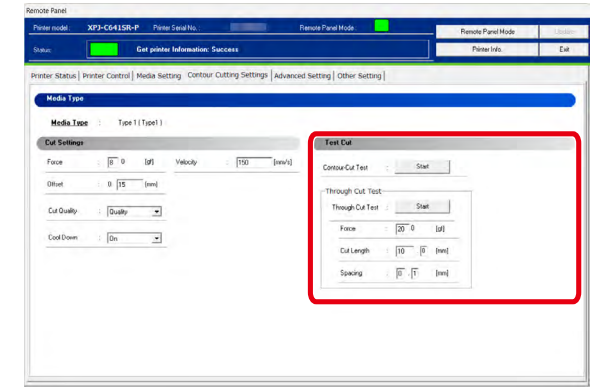 Remote Panel
Printer model : XPJ-C641SR-P Printer Serial No. : Remote Panel Mode :
Remote Panel Mode
Status : Get printer Information: Success
Printer Info. Exit
Printer Status Printer Control Media Setting Contour Cutting Settings Advanced Setting Other Setting
Media Type
Media Type : Type 1 ( Type1 )
Cut Settings Test Cut
Force : 8 0 [gf] Velocity : 150 [mm/s]
Contour-Cut Test : Start
Offset : 0. 15 [mm]
Through Cut Test
Through Cut Test : Start
Cut Quality : Quality
Force : 20 0 [gf]
Cool Down : On
Cut Length : 10 0 [mm]
Spacing : 0 . 1 [mm]